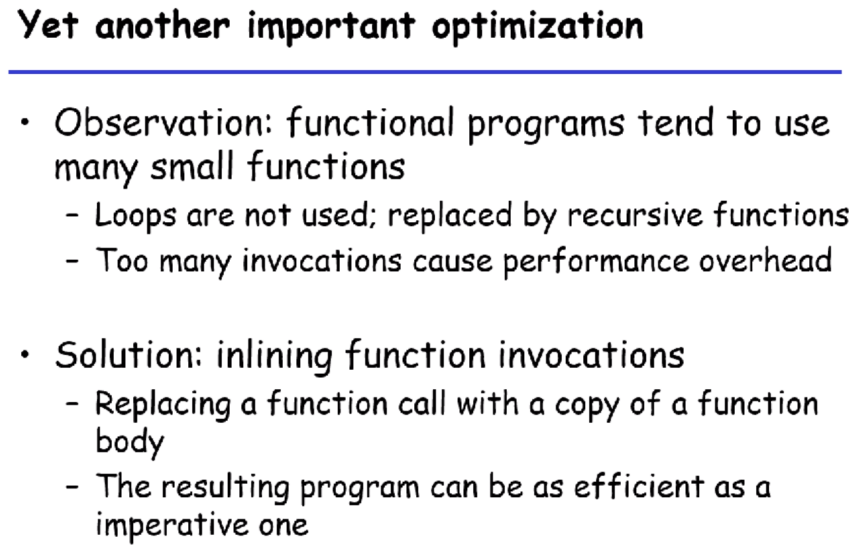 Yet another important optimization
• Observation: functional programs tend to use
many small functions
- Loops are not used; replaced by recursive functions
- Too many invocations cause performance overhead
• Solution: inlining function invocations
- Replacing a function call with a copy of a function
body
- The resulting program can be as efficient as a
imperative one